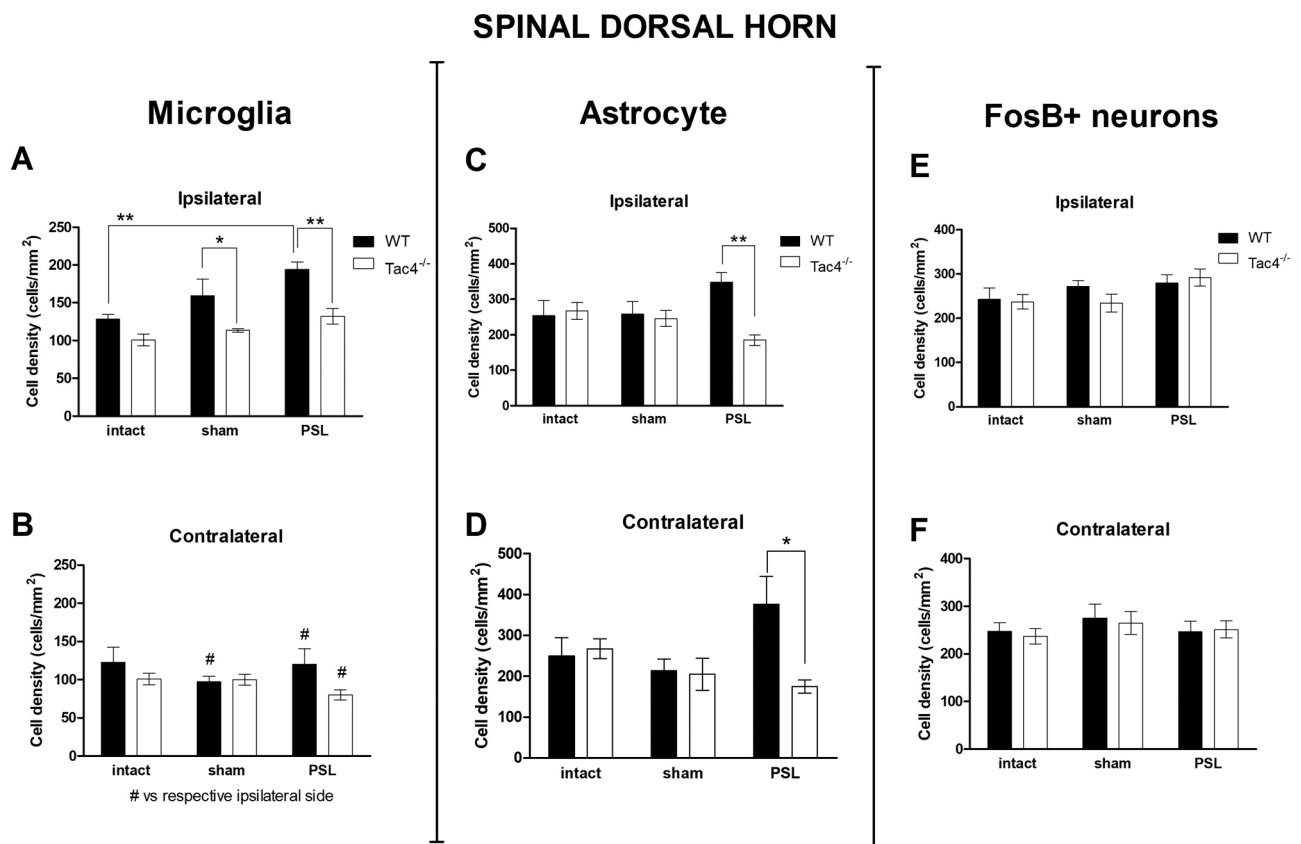 SPINAL DORSAL HORN
Microglia
A
Ipsilateral
Cell density (cells/mm²)
250
200
150
100
50
0
**
*
**
WT
Tac4⁻/⁻
intact sham PSL
B
Contralateral
Cell density (cells/mm²)
250
200
150
100
50
0
#
#
#
intact sham PSL
# vs respective ipsilateral side
Astrocyte
C
Ipsilateral
Cell density (cells/mm²)
500
400
300
200
100
0
**
WT
Tac4⁻/⁻
intact sham PSL
D
Contralateral
Cell density (cells/mm²)
500
400
300
200
100
0
*
intact sham PSL
FosB+ neurons
E
Ipsilateral
Cell density (cells/mm²)
400
300
200
100
0
WT
Tac4⁻/⁻
intact sham PSL
F
Contralateral
Cell density (cells/mm²)
400
300
200
100
0
intact sham PSL